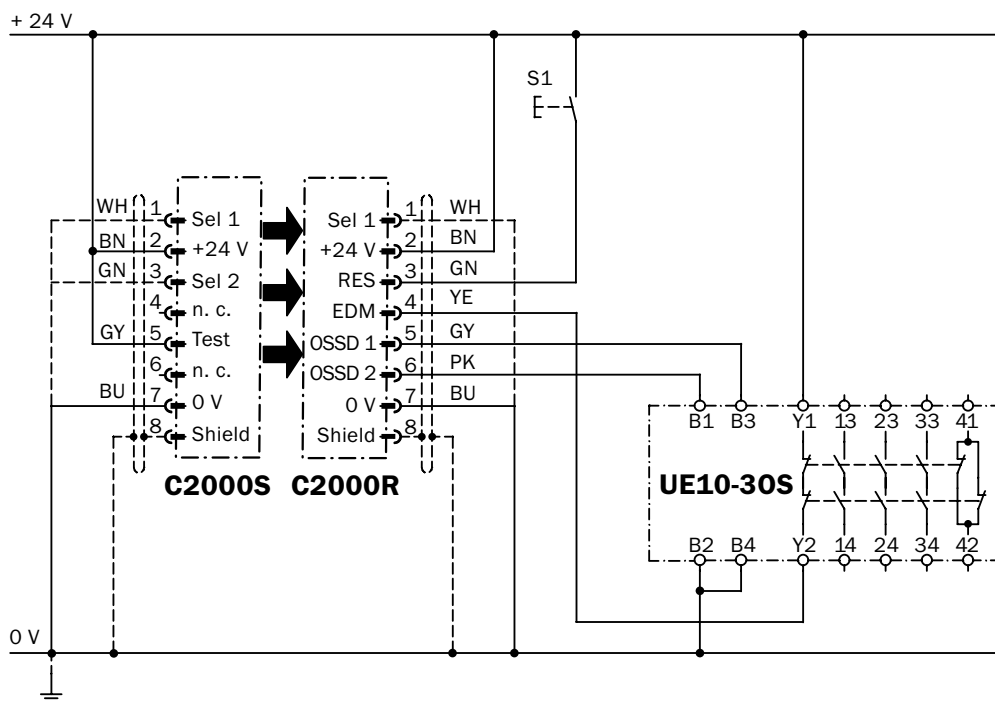 + 24 V
S1
WH 1 Sel 1 Sel 1 1 WH
BN 2 +24 V +24 V 2 BN
GN 3 Sel 2 RES 3 GN
4 n. c. EDM 4 YE
GY 5 Test OSSD 1 5 GY
6 n. c. OSSD 2 6 PK
BU 7 0 V 0 V 7 BU
8 Shield Shield 8
C2000S C2000R
B1 B3 Y1 13 23 33 41
UE10-30S
B2 B4 Y2 14 24 34 42
0 V